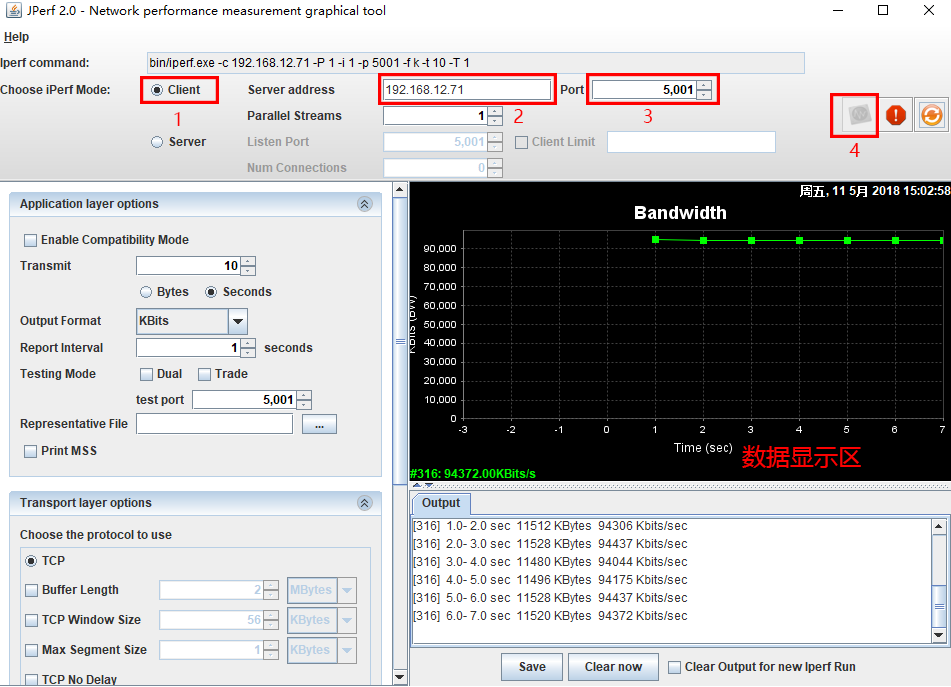 JPerf 2.0 - Network performance measurement graphical tool
Help
Iperf command:
bin/iperf.exe -c 192.168.12.71 -P 1 -i 1 -p 5001 -f k -t 10 -T 1
Choose iPerf Mode:
Client
Server address
192.168.12.71
Port
5,001
1
Parallel Streams
1
2
3
4
Server
Listen Port
5,001
Client Limit
Num Connections
0
Application layer options
Enable Compatibility Mode
Transmit
10
Bytes
Seconds
Output Format
KBits
Report Interval
1
seconds
Testing Mode
Dual
Trade
test port
5,001
Representative File
...
Print MSS
Transport layer options
Choose the protocol to use
TCP
Buffer Length
2
MBytes
TCP Window Size
56
KBytes
Max Segment Size
1
KBytes
TCP No Delay
周五, 11 5月 2018 15:02:58
Bandwidth
90,000
80,000
70,000
60,000
50,000
40,000
30,000
20,000
10,000
0
KBits (BW)
-3 -2 -1 0 1 2 3 4 5 6 7
Time (sec)
数据显示区
#316: 94372.00KBits/s
Output
[316] 1.0- 2.0 sec 11512 KBytes 94306 Kbits/sec
[316] 2.0- 3.0 sec 11528 KBytes 94437 Kbits/sec
[316] 3.0- 4.0 sec 11480 KBytes 94044 Kbits/sec
[316] 4.0- 5.0 sec 11496 KBytes 94175 Kbits/sec
[316] 5.0- 6.0 sec 11528 KBytes 94437 Kbits/sec
[316] 6.0- 7.0 sec 11520 KBytes 94372 Kbits/sec
Save
Clear now
Clear Output for new Iperf Run